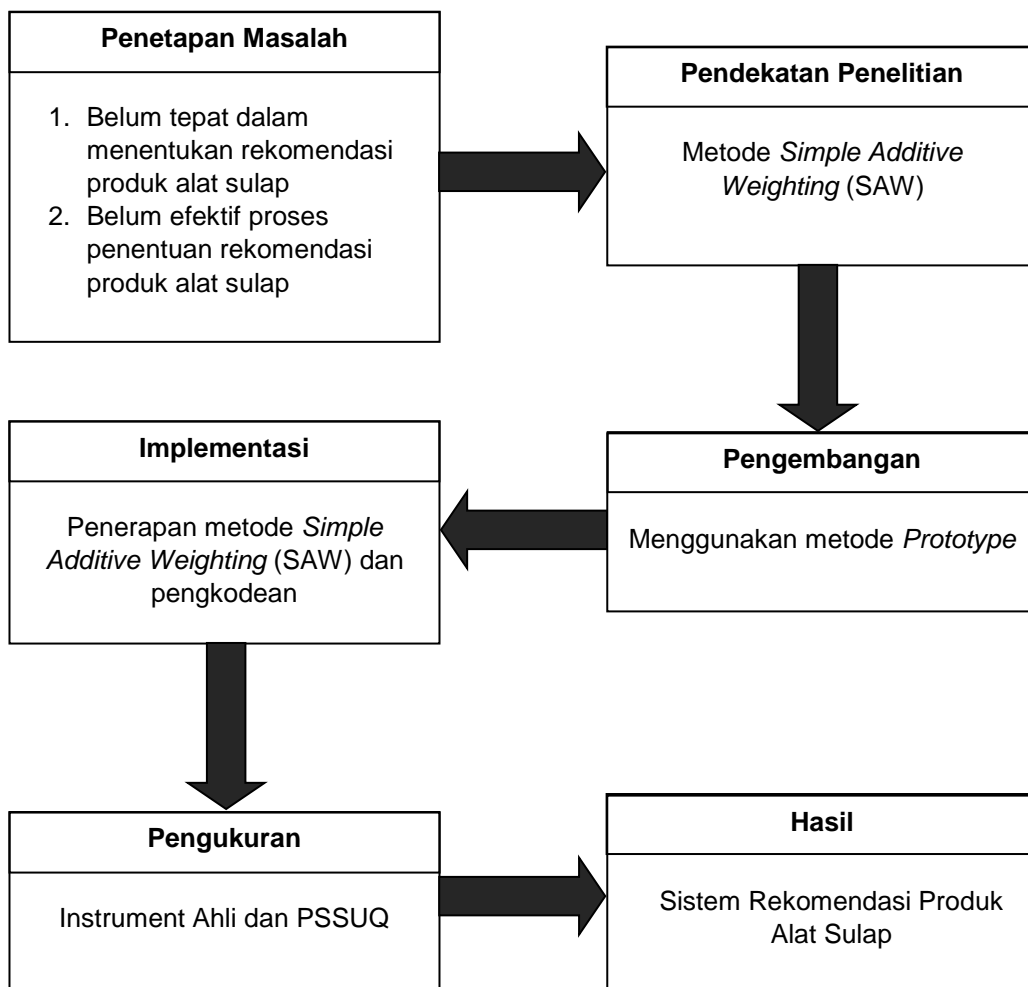 Penetapan Masalah
1. Belum tepat dalam
menentukan rekomendasi
produk alat sulap
2. Belum efektif proses
penentuan rekomendasi
produk alat sulap
Pendekatan Penelitian
Metode Simple Additive
Weighting (SAW)
Pengembangan
Menggunakan metode Prototype
Implementasi
Penerapan metode Simple
Additive Weighting (SAW) dan
pengkodean
Pengukuran
Instrument Ahli dan PSSUQ
Hasil
Sistem Rekomendasi Produk
Alat Sulap